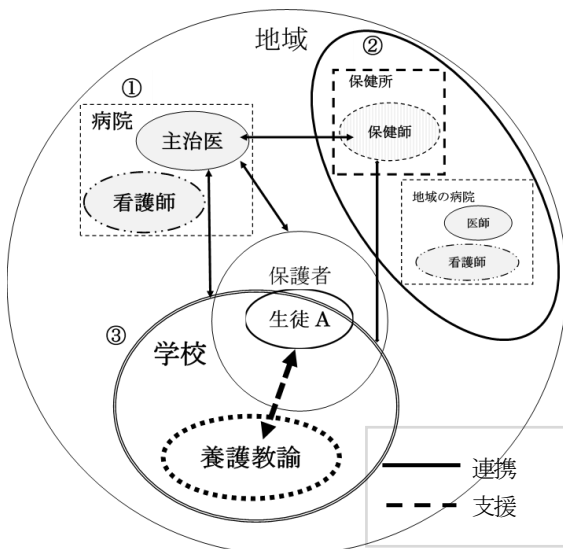 地域
①
②
病院
主治医
看護師
保健所
保健師
地域の病院
医師
看護師
保護者
生徒 A
③
学校
養護教諭
連携
支援